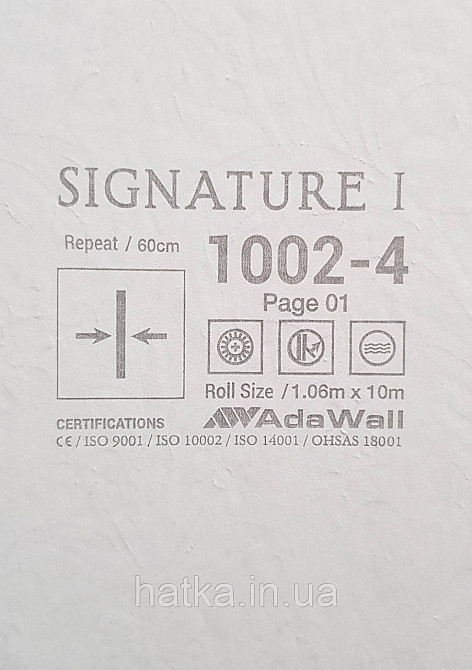 SIGNATURE I
Repeat / 60cm
1002-4
Page 01
Roll Size / 1.06m x 10m
CERTIFICATIONS
AdaWall
CE / ISO 9001 / ISO 10002 / ISO 14001 / OHSAS 18001
hatka.in.ua